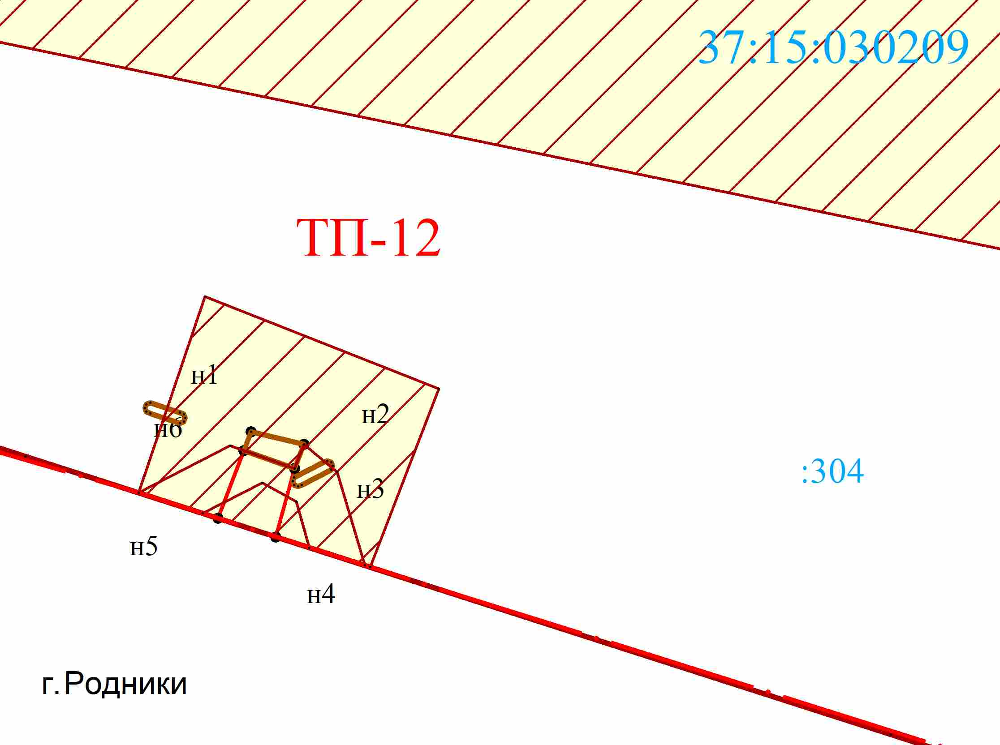 37:15:030209
ТП-12
н1
н2
н6
:304
н3
н5
н4
г.Родники